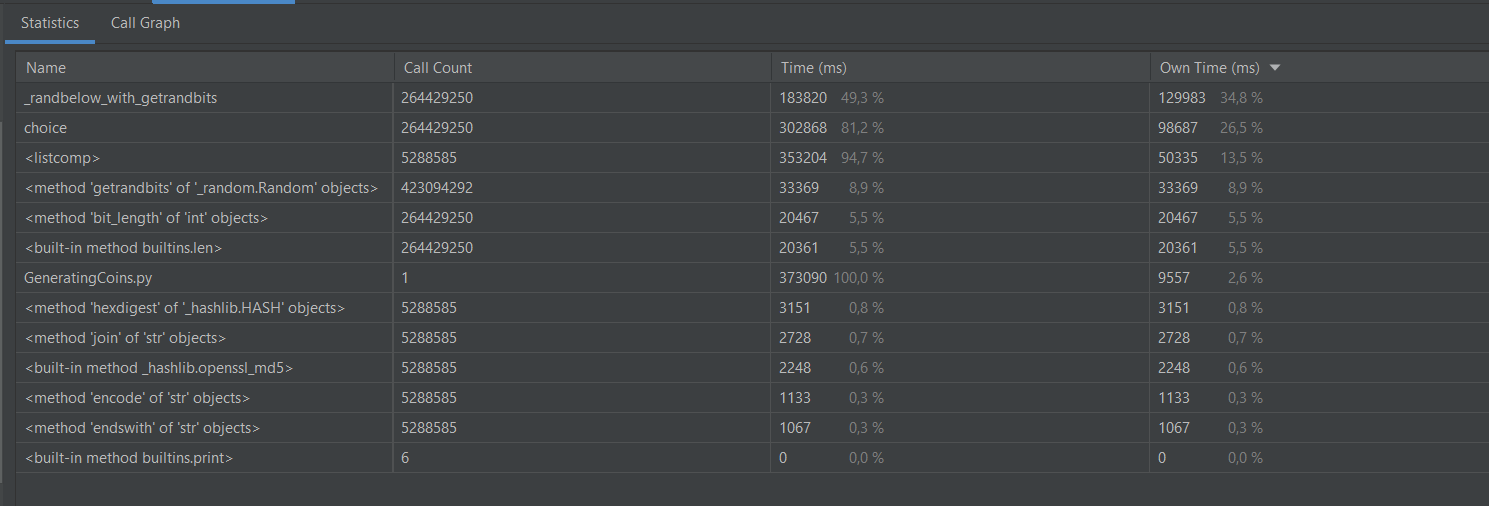 Statistics Call Graph
Name Call Count Time (ms) Own Time (ms)
_randbelow_with_getrandbits 264429250 183820 49,3 % 129983 34,8 %
choice 264429250 302868 81,2 % 98687 26,5 %
<listcomp> 5288585 353204 94,7 % 50335 13,5 %
<method 'getrandbits' of '_random.Random' objects> 423094292 33369 8,9 % 33369 8,9 %
<method 'bit_length' of 'int' objects> 264429250 20467 5,5 % 20467 5,5 %
<built-in method builtins.len> 264429250 20361 5,5 % 20361 5,5 %
GeneratingCoins.py 1 373090 100,0 % 9557 2,6 %
<method 'hexdigest' of '_hashlib.HASH' objects> 5288585 3151 0,8 % 3151 0,8 %
<method 'join' of 'str' objects> 5288585 2728 0,7 % 2728 0,7 %
<built-in method _hashlib.openssl_md5> 5288585 2248 0,6 % 2248 0,6 %
<method 'encode' of 'str' objects> 5288585 1133 0,3 % 1133 0,3 %
<method 'endswith' of 'str' objects> 5288585 1067 0,3 % 1067 0,3 %
<built-in method builtins.print> 6 0 0,0 % 0 0,0 %